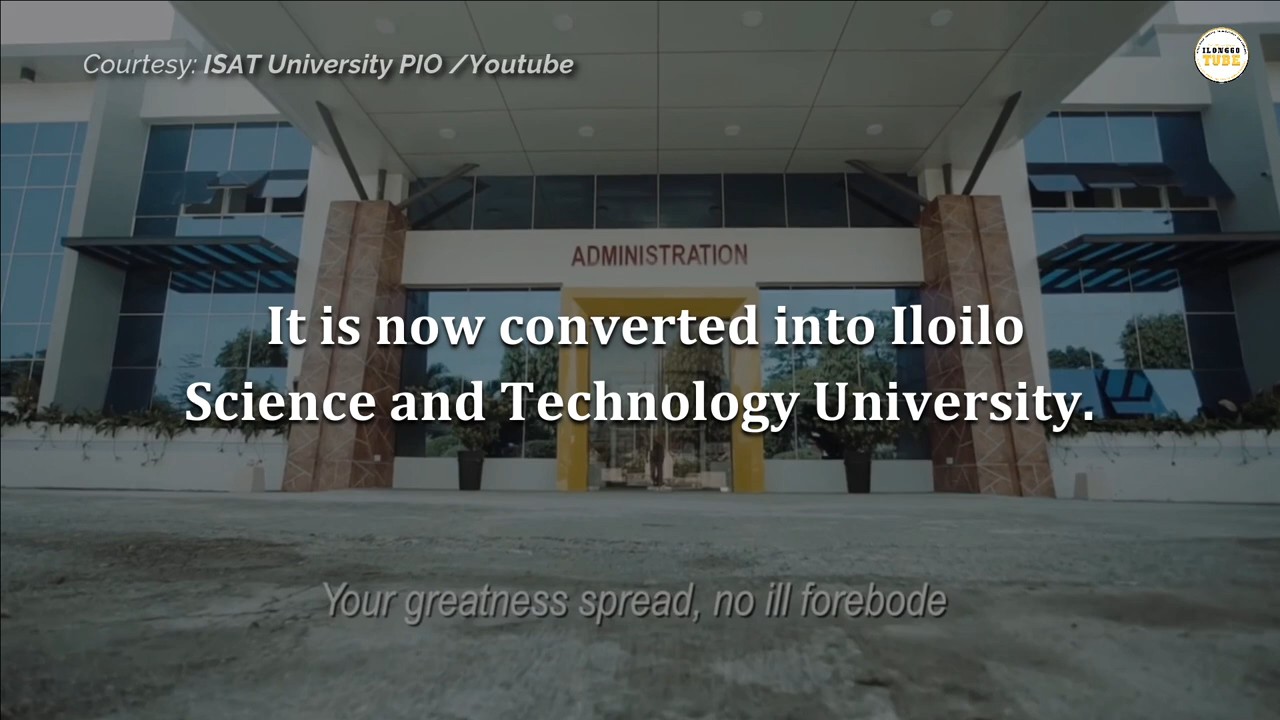 Courtesy: ISAT University PIO /Youtube
ILONGGO
TUBE
ADMINISTRATION
It is now converted into Iloilo
Science and Technology University.
Your greatness spread, no ill forebode